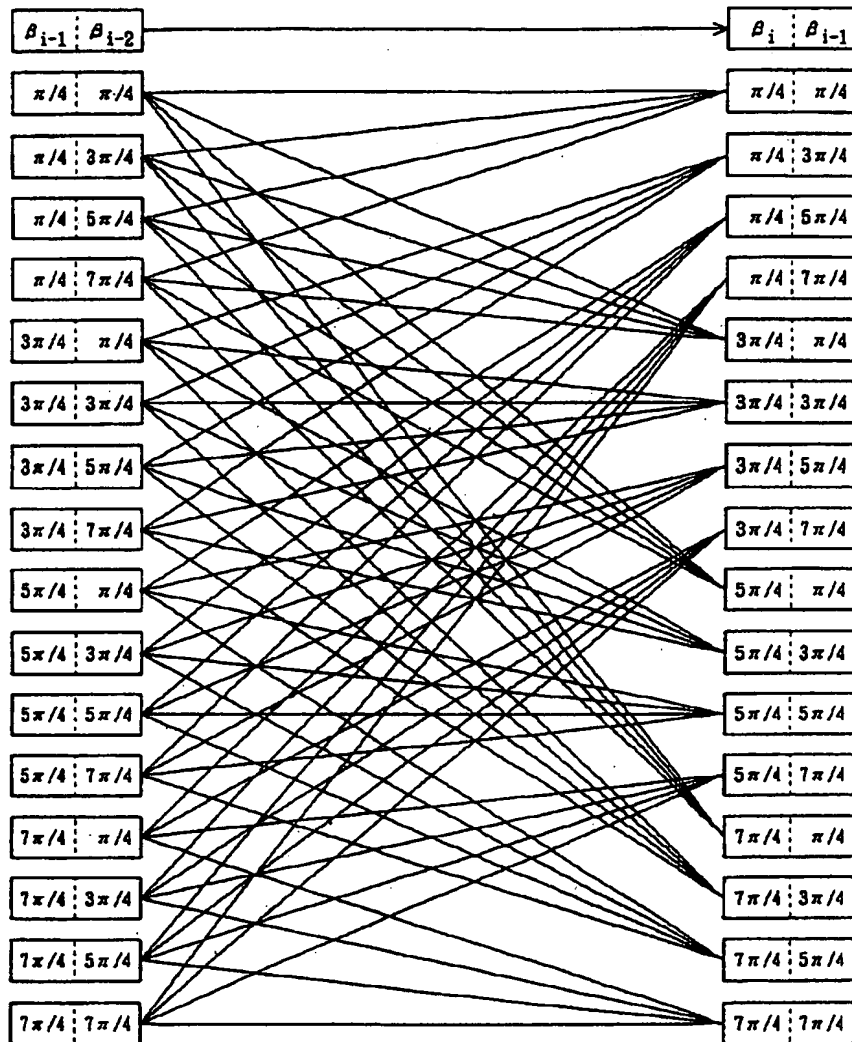 β_{i-1} β_{i-2} β_i β_{i-1}
π/4 π/4 π/4 π/4
π/4 3π/4 π/4 3π/4
π/4 5π/4 π/4 5π/4
π/4 7π/4 π/4 7π/4
3π/4 π/4 3π/4 π/4
3π/4 3π/4 3π/4 3π/4
3π/4 5π/4 3π/4 5π/4
3π/4 7π/4 3π/4 7π/4
5π/4 π/4 5π/4 π/4
5π/4 3π/4 5π/4 3π/4
5π/4 5π/4 5π/4 5π/4
5π/4 7π/4 5π/4 7π/4
7π/4 π/4 7π/4 π/4
7π/4 3π/4 7π/4 3π/4
7π/4 5π/4 7π/4 5π/4
7π/4 7π/4 7π/4 7π/4